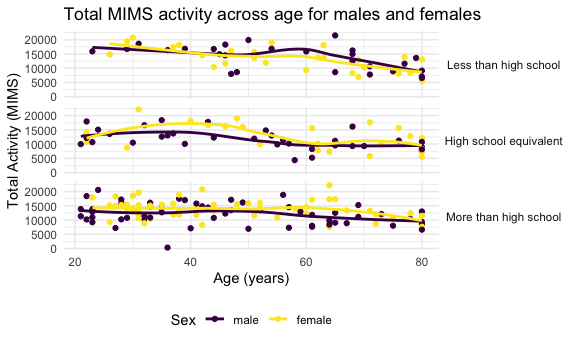 Total MIMS activity across age for males and females
Total Activity (MIMS)
20000
15000
10000
5000
0
Less than high school
20000
15000
10000
5000
0
High school equivalent
20000
15000
10000
5000
0
More than high school
20 40 60 80
Age (years)
Sex male female